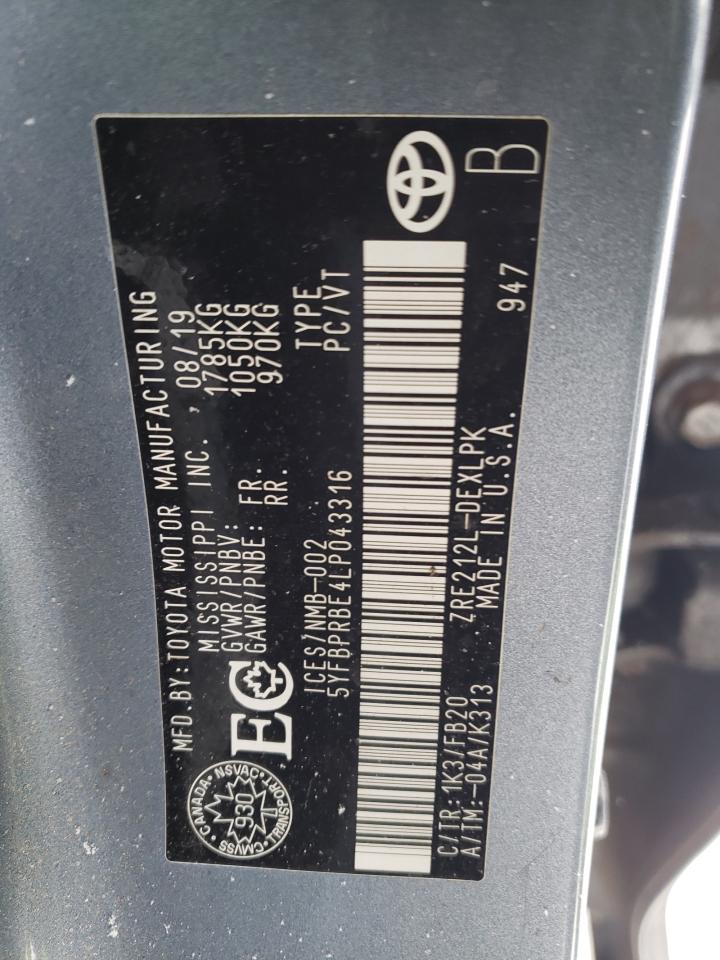 MFD.BY:TOYOTA MOTOR MANUFACTURING
MISSISSIPPI INC., 08/19
GVWR/PNBV: 1785KG
GAWR/PNBE: FR. 1050KG
RR. 970KG
CANADA • NSVAC • TRANSPORT • CMVSS •
930
EC
ICES/NMB-002 TYPE
5YFBPRBE4LP043316 PC/VT
C/TR:1K3/FB20 ZRE212L-DEXLPK
A/TM:-04A/K313 MADE IN U.S.A. 947
B